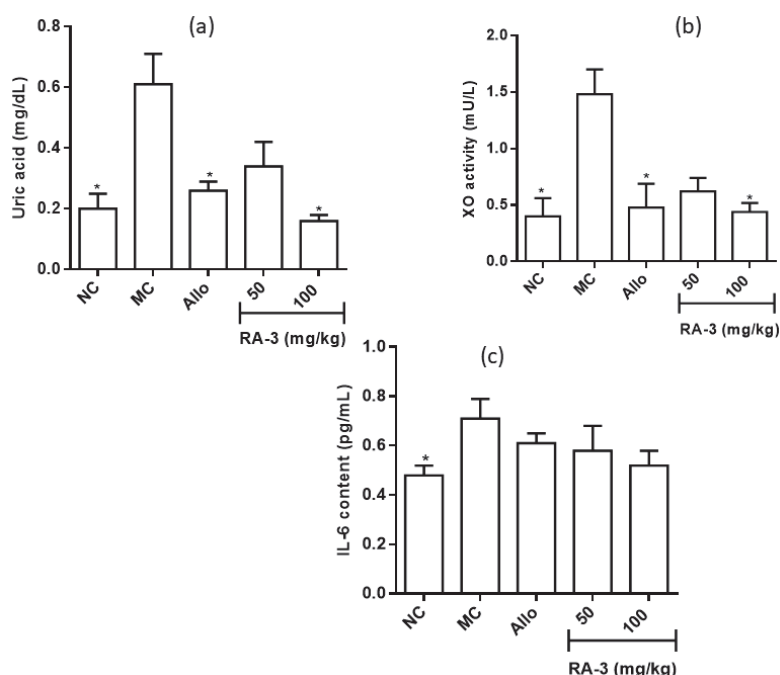 (a)
Uric acid (mg/dL)
0.8
0.6
0.4
0.2
0.0
*
*
*
NC
MC
Allo
50
100
RA-3 (mg/kg)
(b)
XO activity (mU/L)
2.0
1.5
1.0
0.5
0.0
*
*
*
NC
MC
Allo
50
100
RA-3 (mg/kg)
(c)
IL-6 content (pg/mL)
1.0
0.8
0.6
0.4
0.2
0.0
*
NC
MC
Allo
50
100
RA-3 (mg/kg)